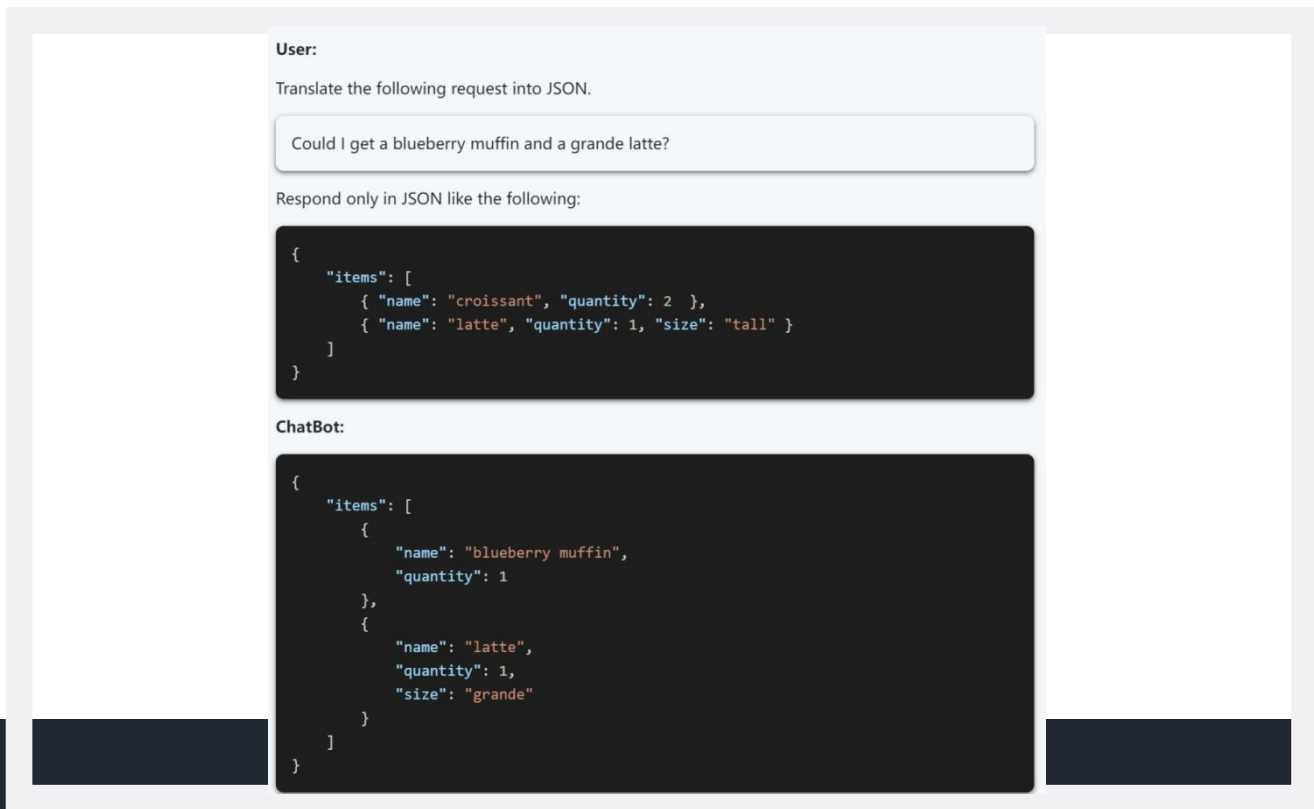 User:
Translate the following request into JSON.
Could I get a blueberry muffin and a grande latte?
Respond only in JSON like the following:
{
    "items": [
        { "name": "croissant", "quantity": 2  },
        { "name": "latte", "quantity": 1, "size": "tall" }
    ]
}
ChatBot:
{
    "items": [
        {
            "name": "blueberry muffin",
            "quantity": 1
        },
        {
            "name": "latte",
            "quantity": 1,
            "size": "grande"
        }
    ]
}